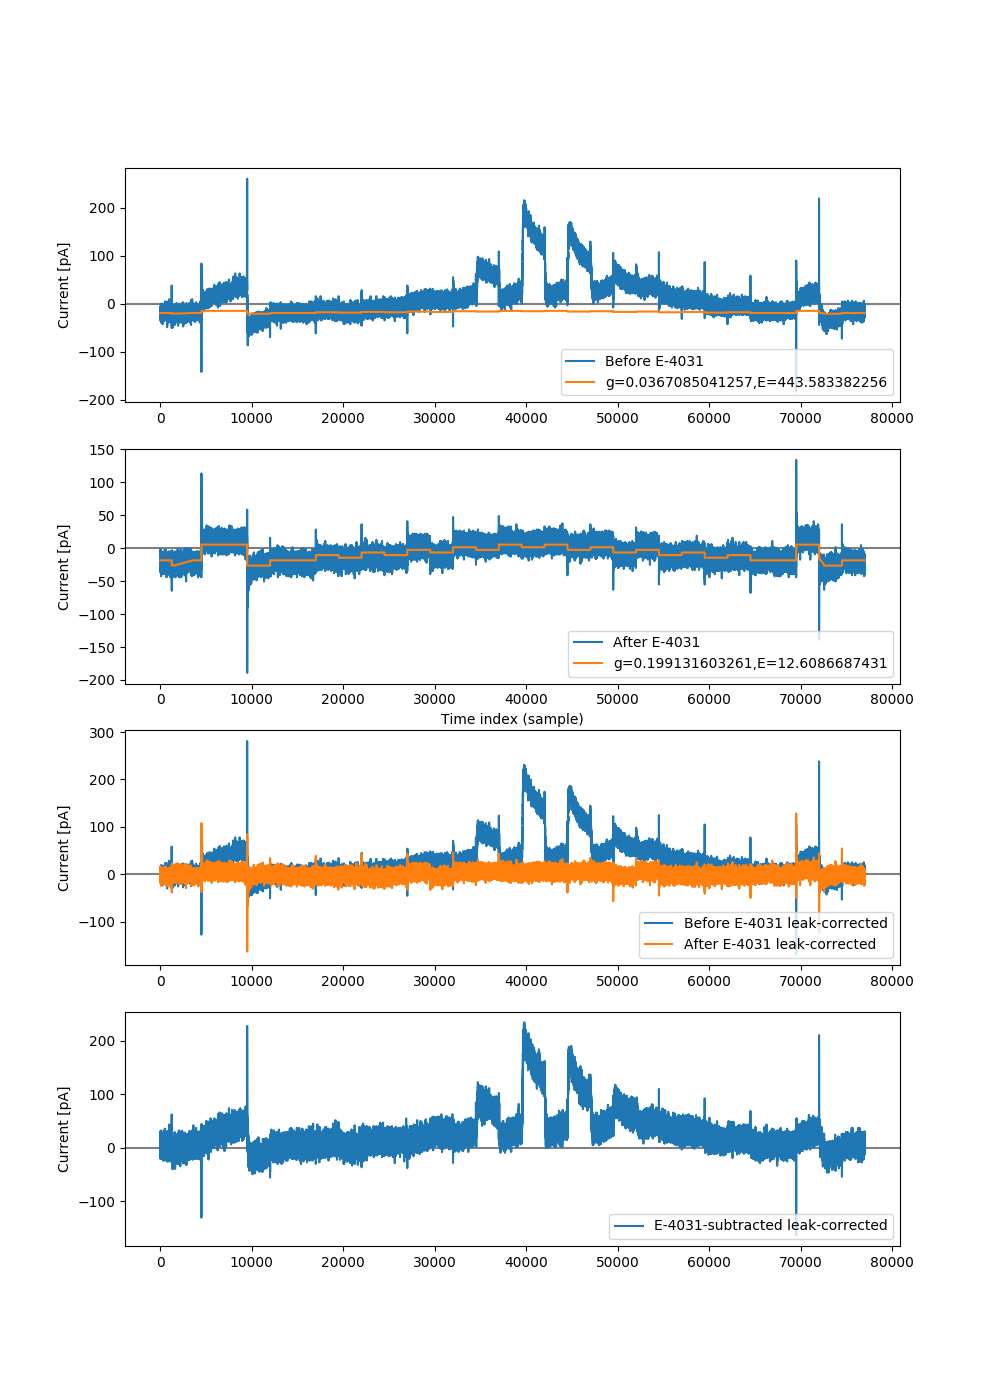 Current [pA]
200
100
0
−100
−200
Before E-4031
g=0.0367085041257,E=443.583382256
0 10000 20000 30000 40000 50000 60000 70000 80000
Current [pA]
150
100
50
0
−50
−100
−150
−200
After E-4031
g=0.199131603261,E=12.6086687431
0 10000 20000 30000 40000 50000 60000 70000 80000
Time index (sample)
Current [pA]
300
200
100
0
−100
Before E-4031 leak-corrected
After E-4031 leak-corrected
0 10000 20000 30000 40000 50000 60000 70000 80000
Current [pA]
200
100
0
−100
E-4031-subtracted leak-corrected
0 10000 20000 30000 40000 50000 60000 70000 80000